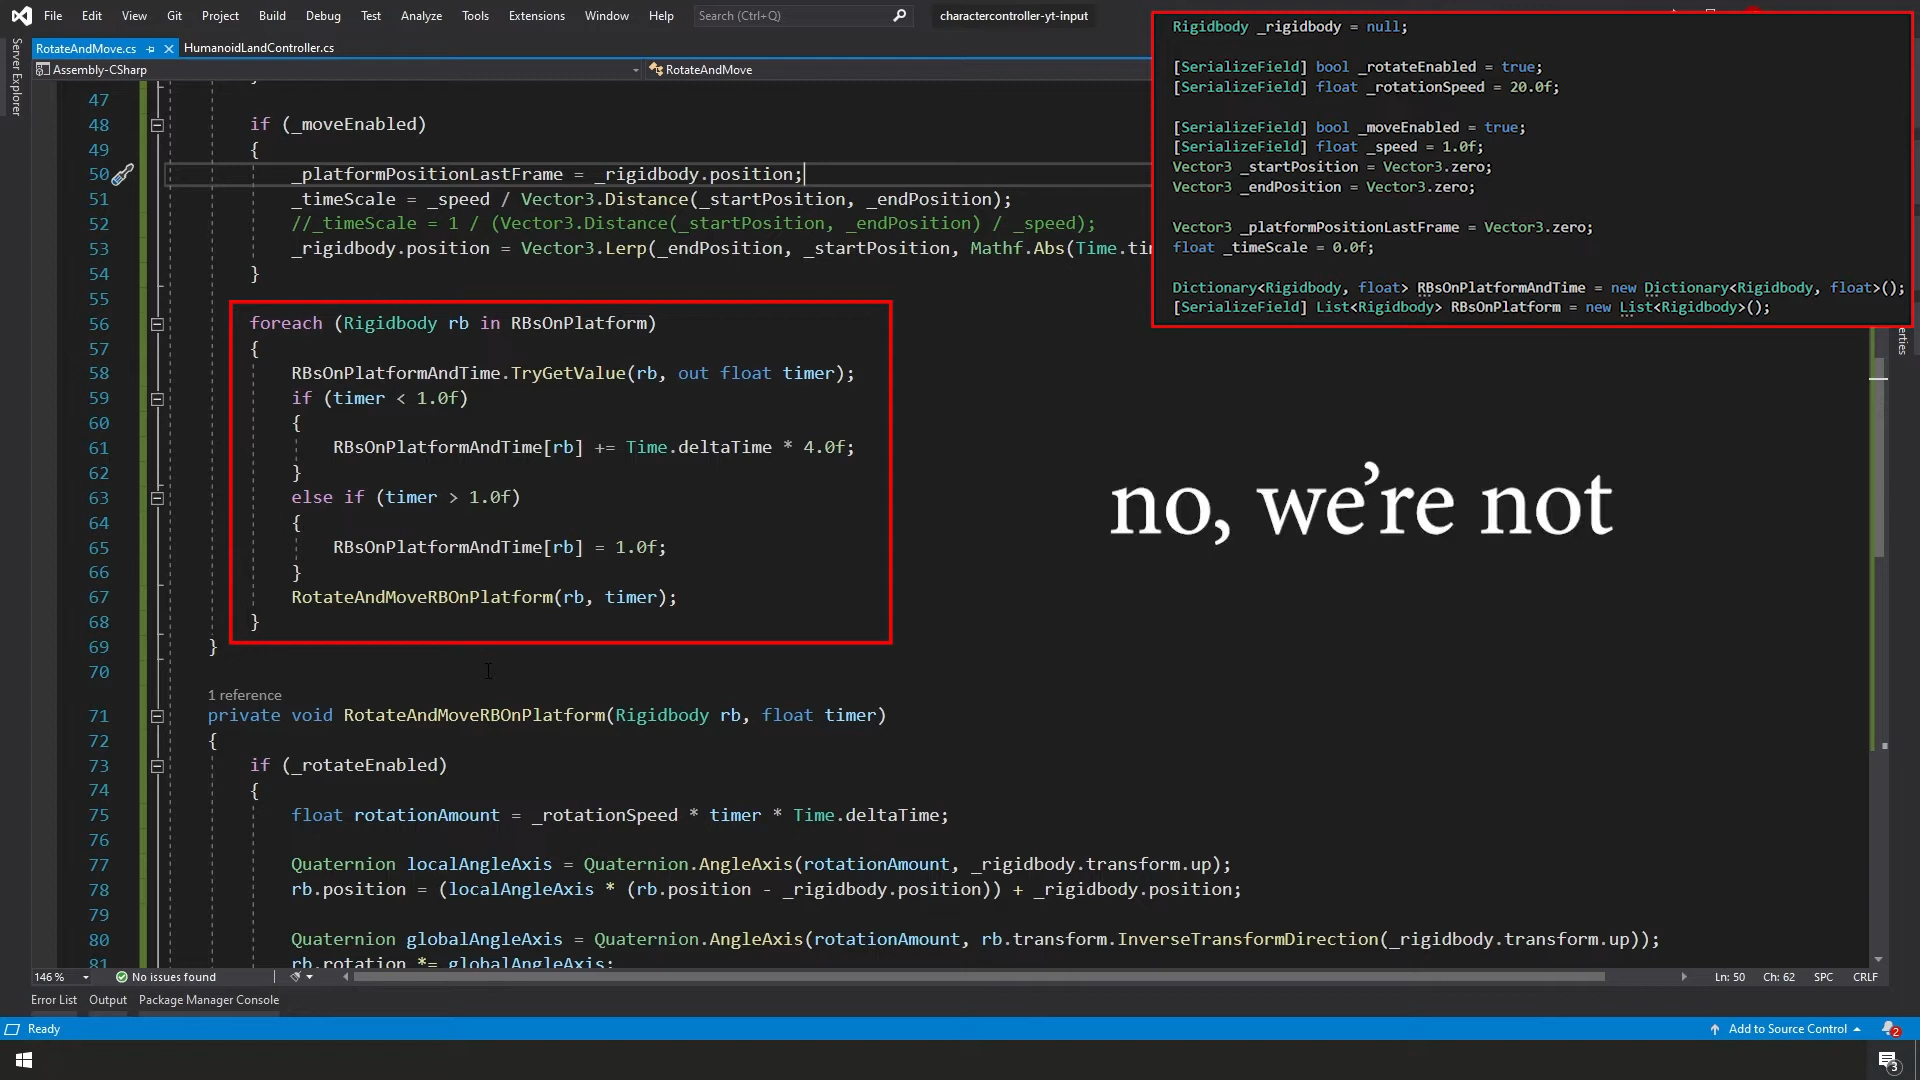 File Edit View Git Project Build Debug Test Analyze Tools Extensions Window Help Search (Ctrl+Q) charactercontroller-yt-input
RotateAndMove.cs HumanoidLandController.cs
Assembly-CSharp RotateAndMove
Server Explorer
Rigidbody _rigidbody = null;
[SerializeField] bool _rotateEnabled = true;
[SerializeField] float _rotationSpeed = 20.0f;
[SerializeField] bool _moveEnabled = true;
[SerializeField] float _speed = 1.0f;
Vector3 _startPosition = Vector3.zero;
Vector3 _endPosition = Vector3.zero;
Vector3 _platformPositionLastFrame = Vector3.zero;
float _timeScale = 0.0f;
Dictionary<Rigidbody, float> RBsOnPlatformAndTime = new Dictionary<Rigidbody, float>();
[SerializeField] List<Rigidbody> RBsOnPlatform = new List<Rigidbody>();
47
48 if (_moveEnabled)
49 {
50 _platformPositionLastFrame = _rigidbody.position;
51 _timeScale = _speed / Vector3.Distance(_startPosition, _endPosition);
52 //_timeScale = 1 / (Vector3.Distance(_startPosition, _endPosition) / _speed);
53 _rigidbody.position = Vector3.Lerp(_endPosition, _startPosition, Mathf.Abs(Time.ti
54 }
55
56 foreach (Rigidbody rb in RBsOnPlatform)
57 {
58 RBsOnPlatformAndTime.TryGetValue(rb, out float timer);
59 if (timer < 1.0f)
60 {
61 RBsOnPlatformAndTime[rb] += Time.deltaTime * 4.0f;
62 }
63 else if (timer > 1.0f)
64 {
65 RBsOnPlatformAndTime[rb] = 1.0f;
66 }
67 RotateAndMoveRBOnPlatform(rb, timer);
68 }
69 }
70
no, we're not
1 reference
71 private void RotateAndMoveRBOnPlatform(Rigidbody rb, float timer)
72 {
73 if (_rotateEnabled)
74 {
75 float rotationAmount = _rotationSpeed * timer * Time.deltaTime;
76
77 Quaternion localAngleAxis = Quaternion.AngleAxis(rotationAmount, _rigidbody.transform.up);
78 rb.position = (localAngleAxis * (rb.position - _rigidbody.position)) + _rigidbody.position;
79
80 Quaternion globalAngleAxis = Quaternion.AngleAxis(rotationAmount, rb.transform.InverseTransformDirection(_rigidbody.transform.up));
81 rb.rotation *= globalAngleAxis;
146 % No issues found Ln: 50 Ch: 62 SPC CRLF
Error List Output Package Manager Console
Ready Add to Source Control 2
3